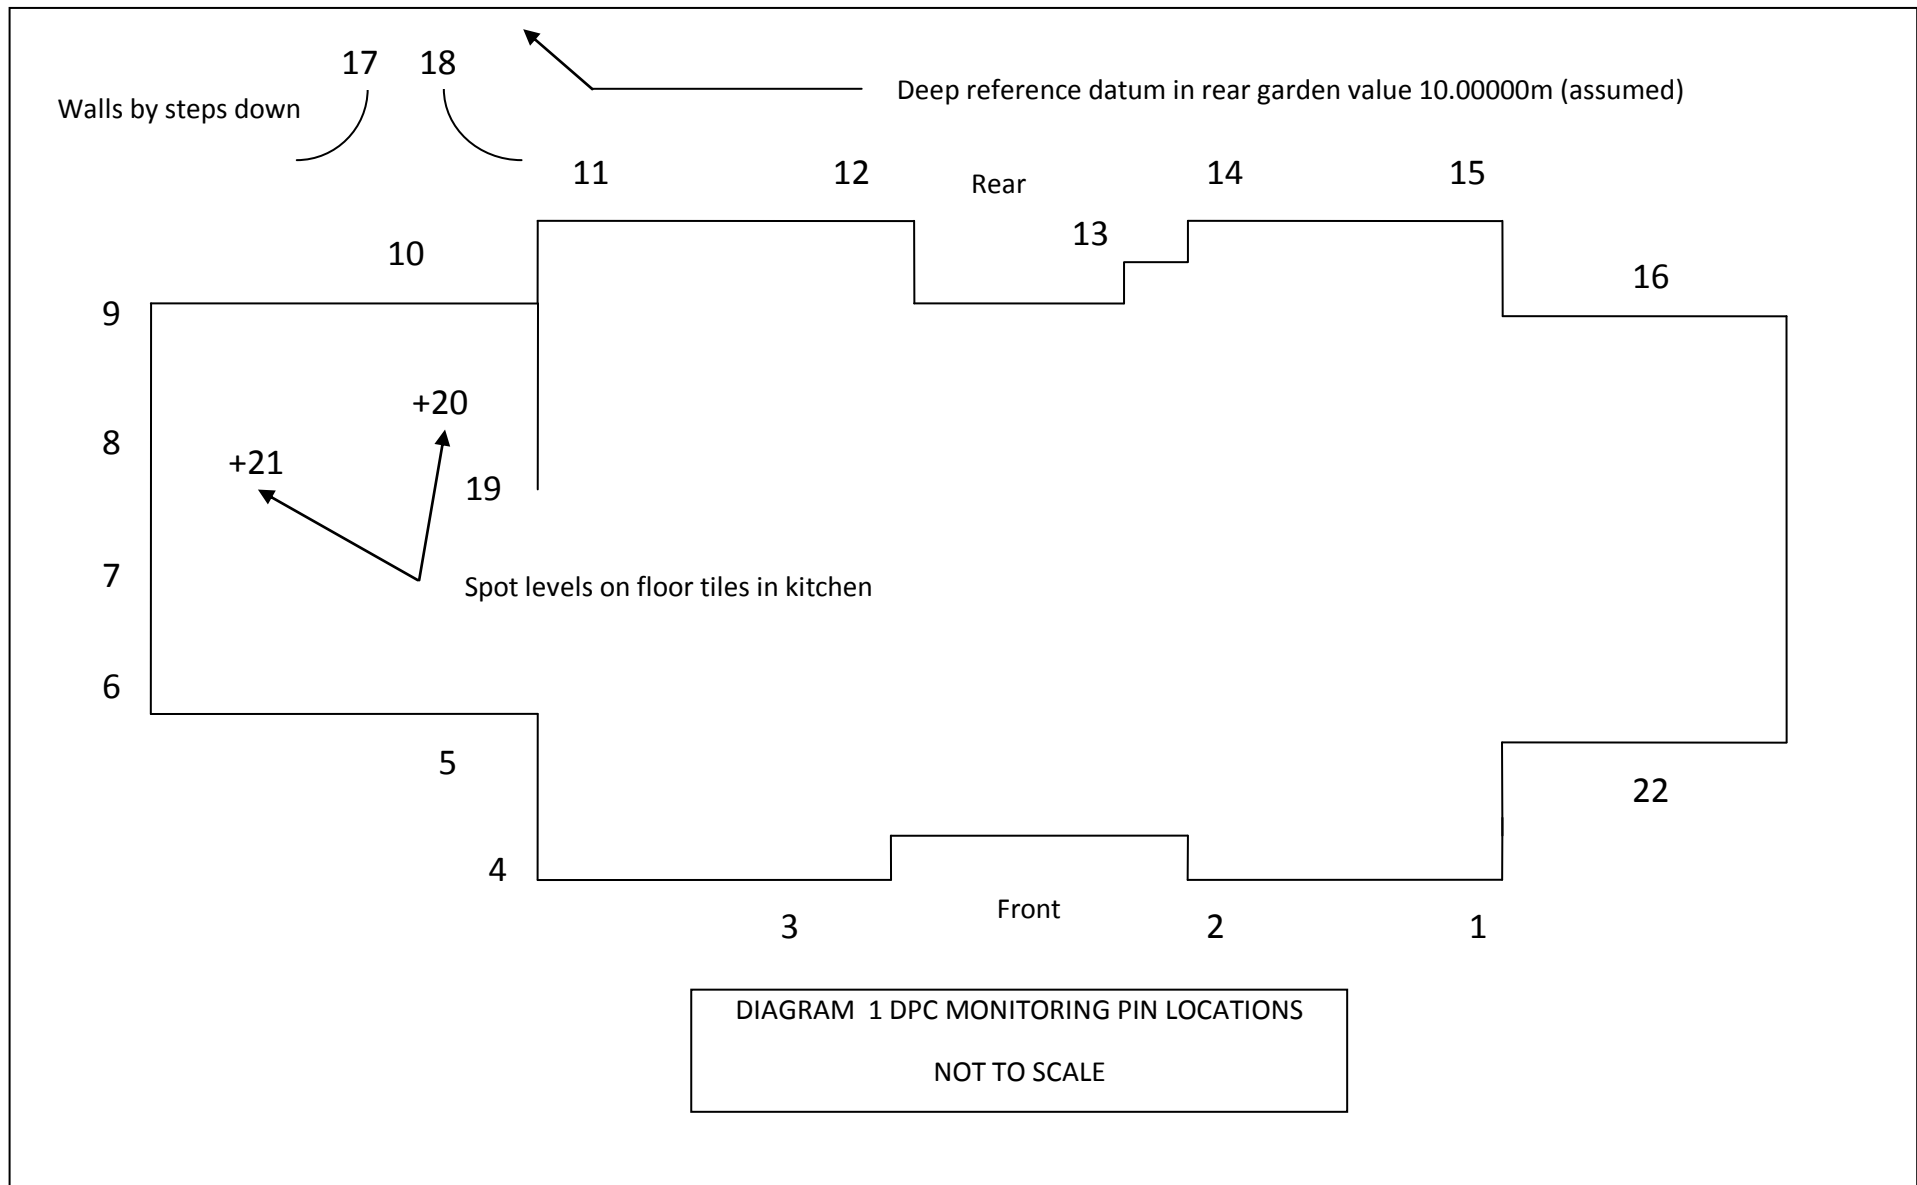 17 18
Deep reference datum in rear garden value 10.00000m (assumed)
Walls by steps down
11 12 Rear 14 15
13
10
16
9
+20
8
+21
19
7
Spot levels on floor tiles in kitchen
6
5
22
4
Front
3 2 1
DIAGRAM 1 DPC MONITORING PIN LOCATIONS
NOT TO SCALE